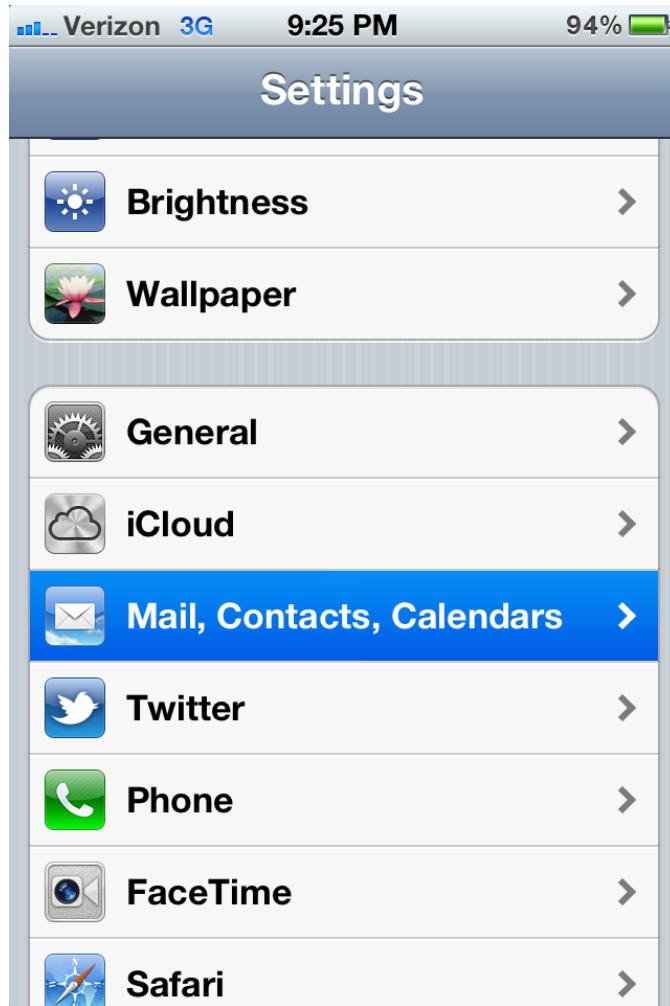 Verizon 3G 9:25 PM 94%
Settings
Brightness
Wallpaper
General
iCloud
Mail, Contacts, Calendars
Twitter
Phone
FaceTime
Safari